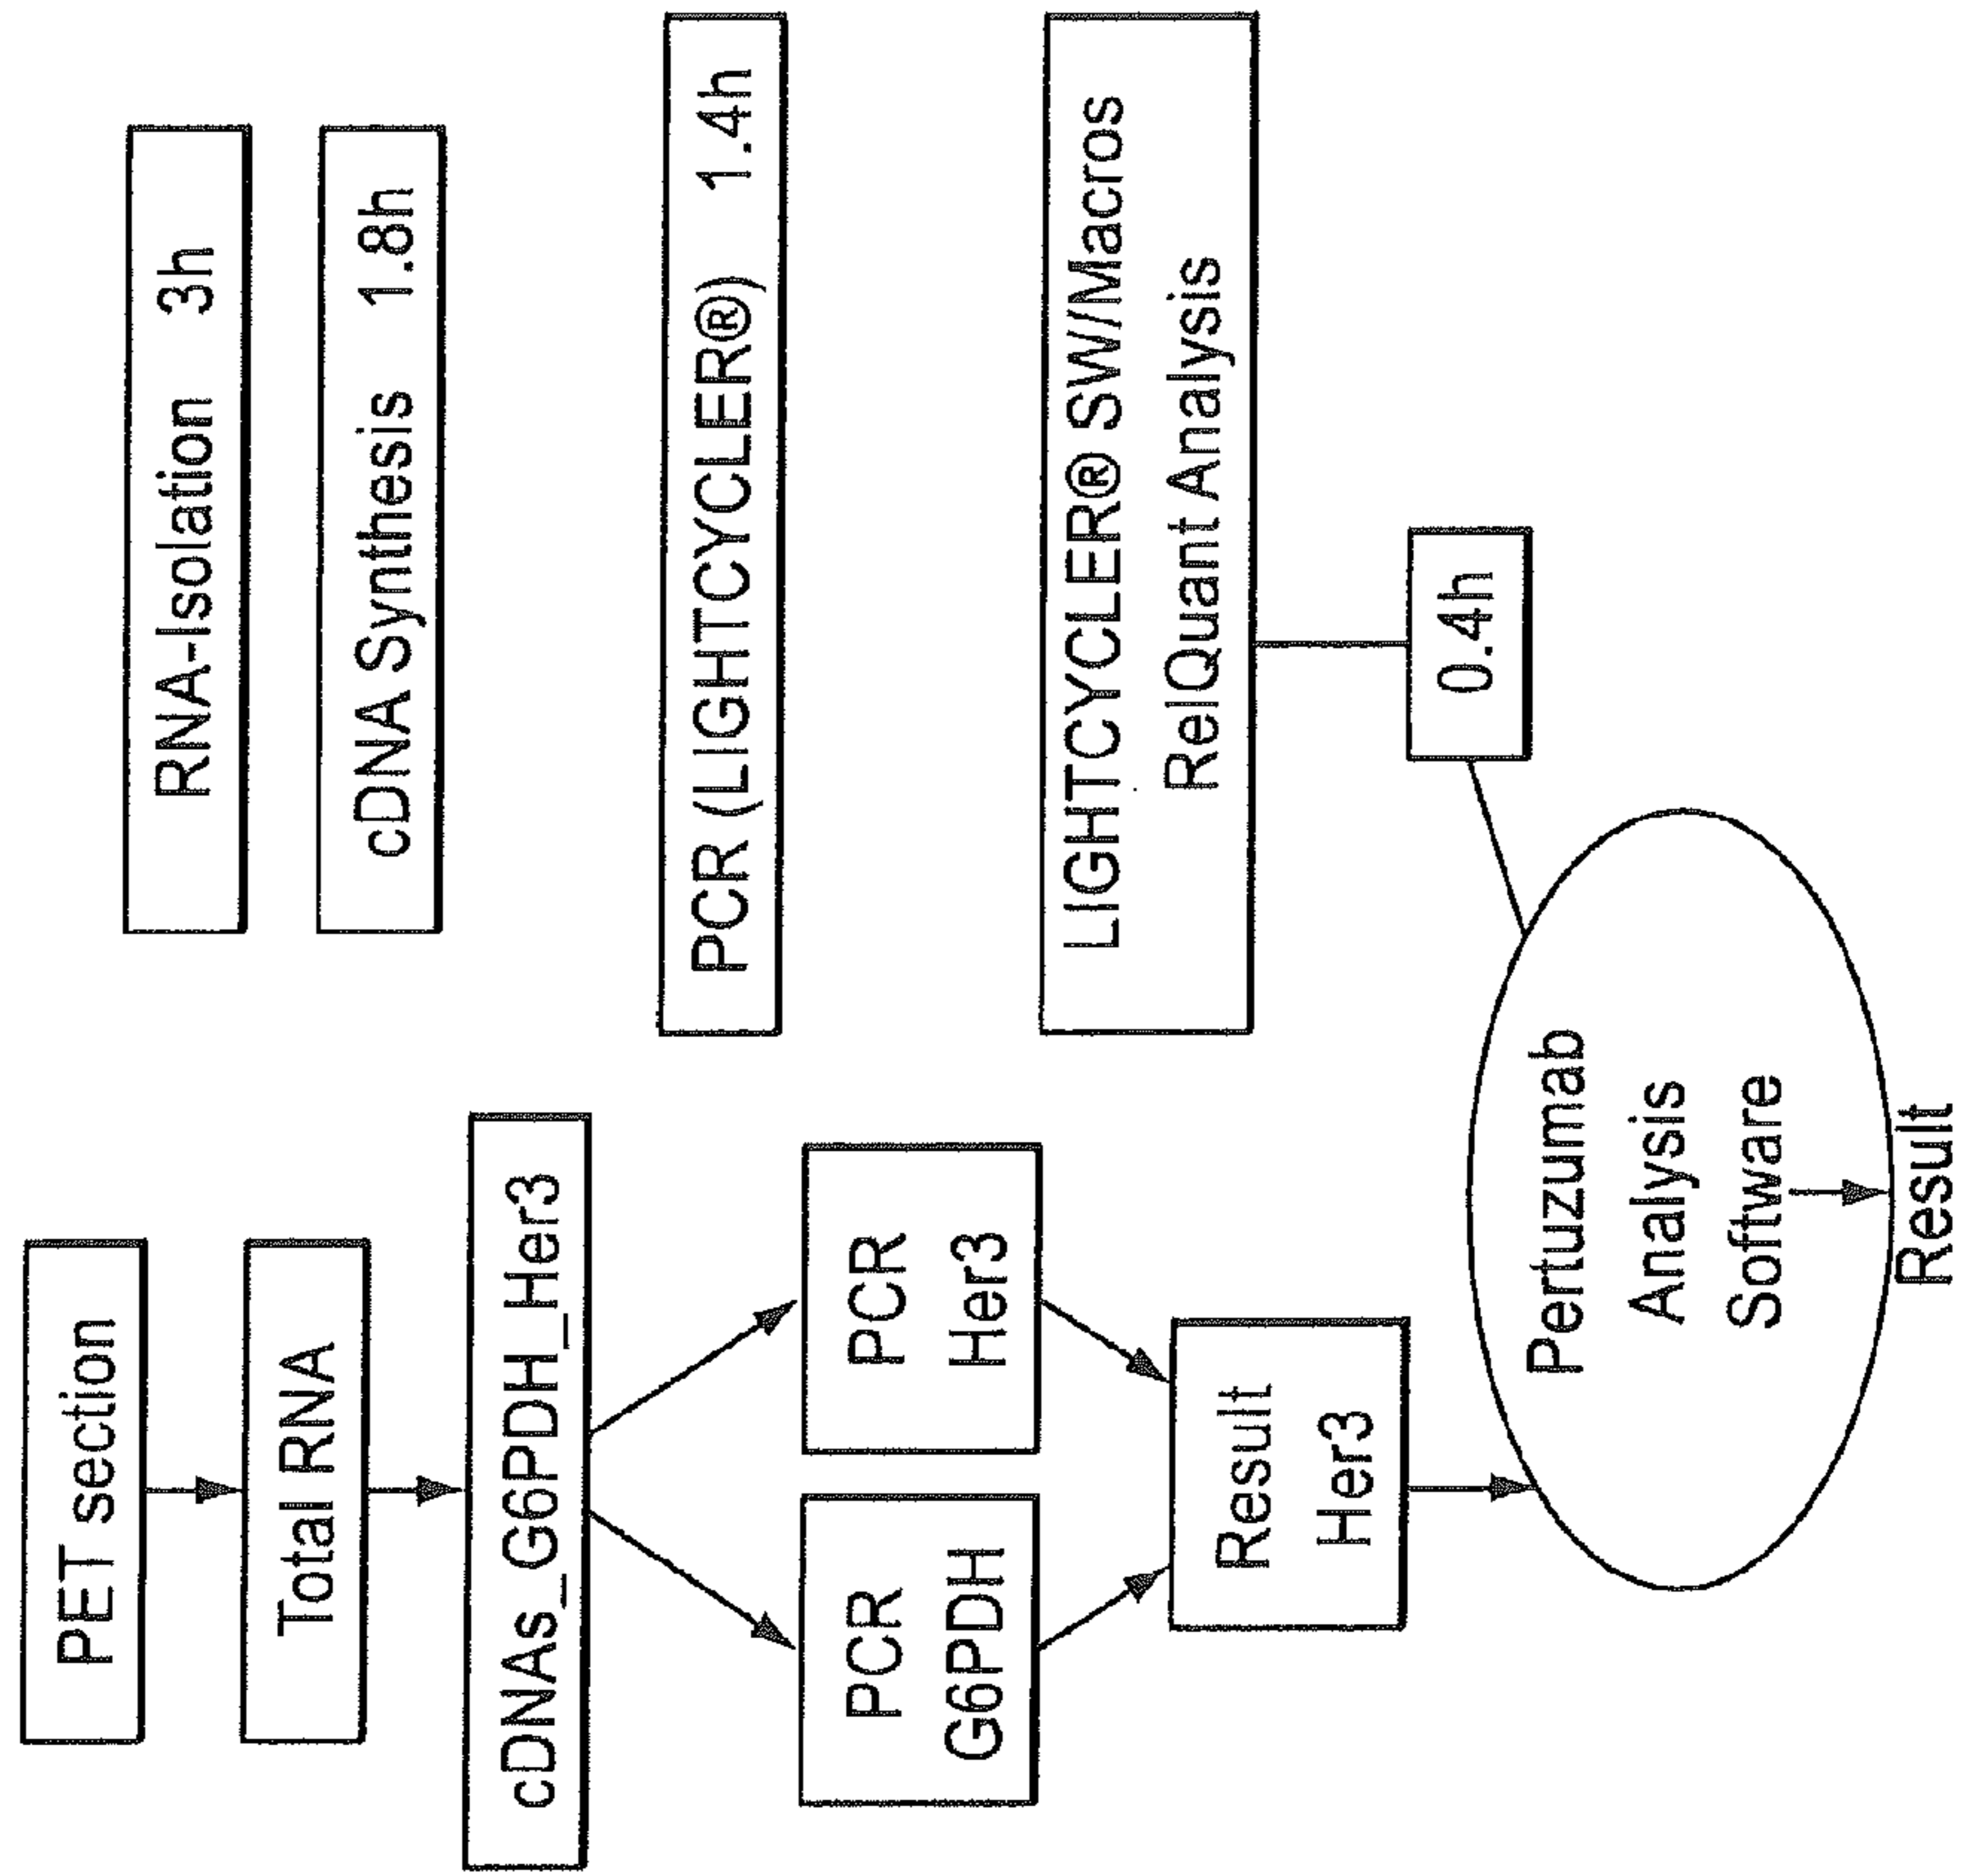 PET section
Total RNA
cDNAs_G6PDH_Her3
PCR
G6PDH
PCR
Her3
Result
Her3
Pertuzumab
Analysis
Software
Result
RNA-Isolation 3h
cDNA Synthesis 1.8h
PCR (LIGHTCYCLER®) 1.4h
LIGHTCYCLER® SW/Macros
RelQuant Analysis
0.4h